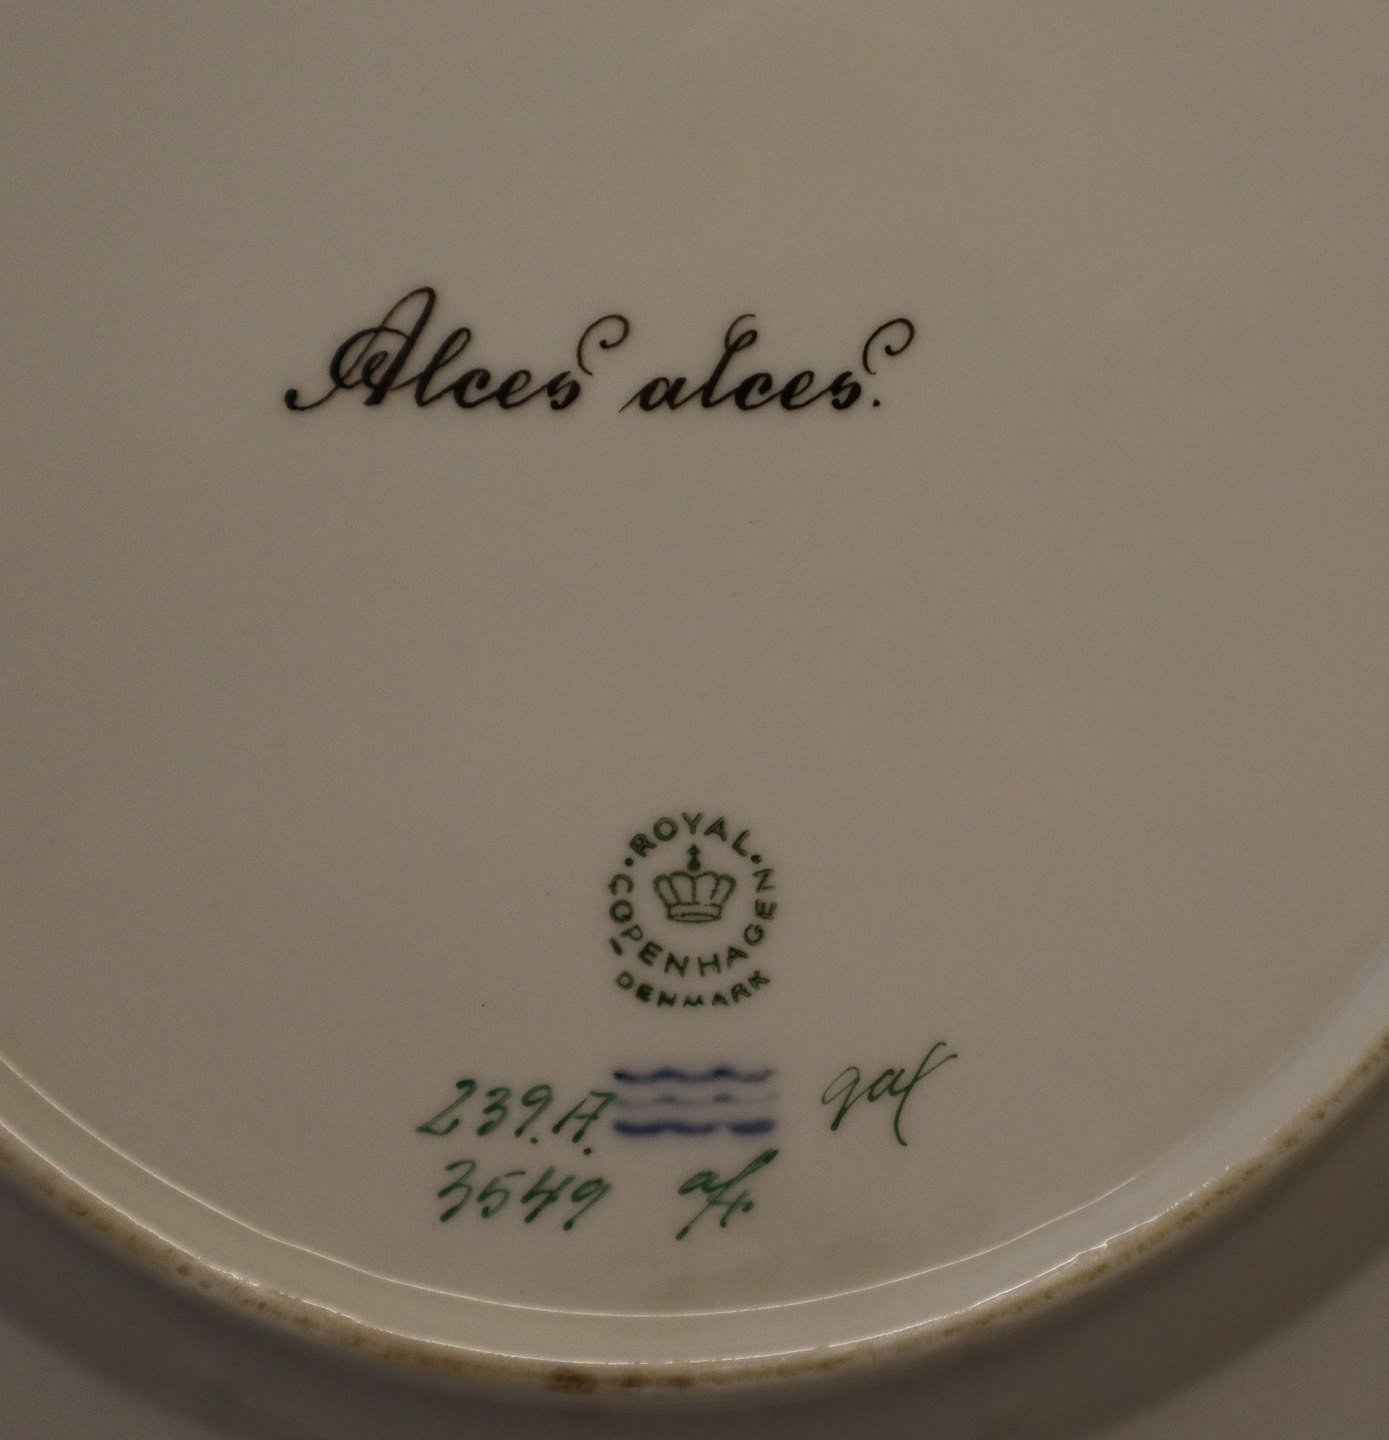 Alces alces.
ROYAL
COPENHAGEN
DENMARK
239.A.
3549